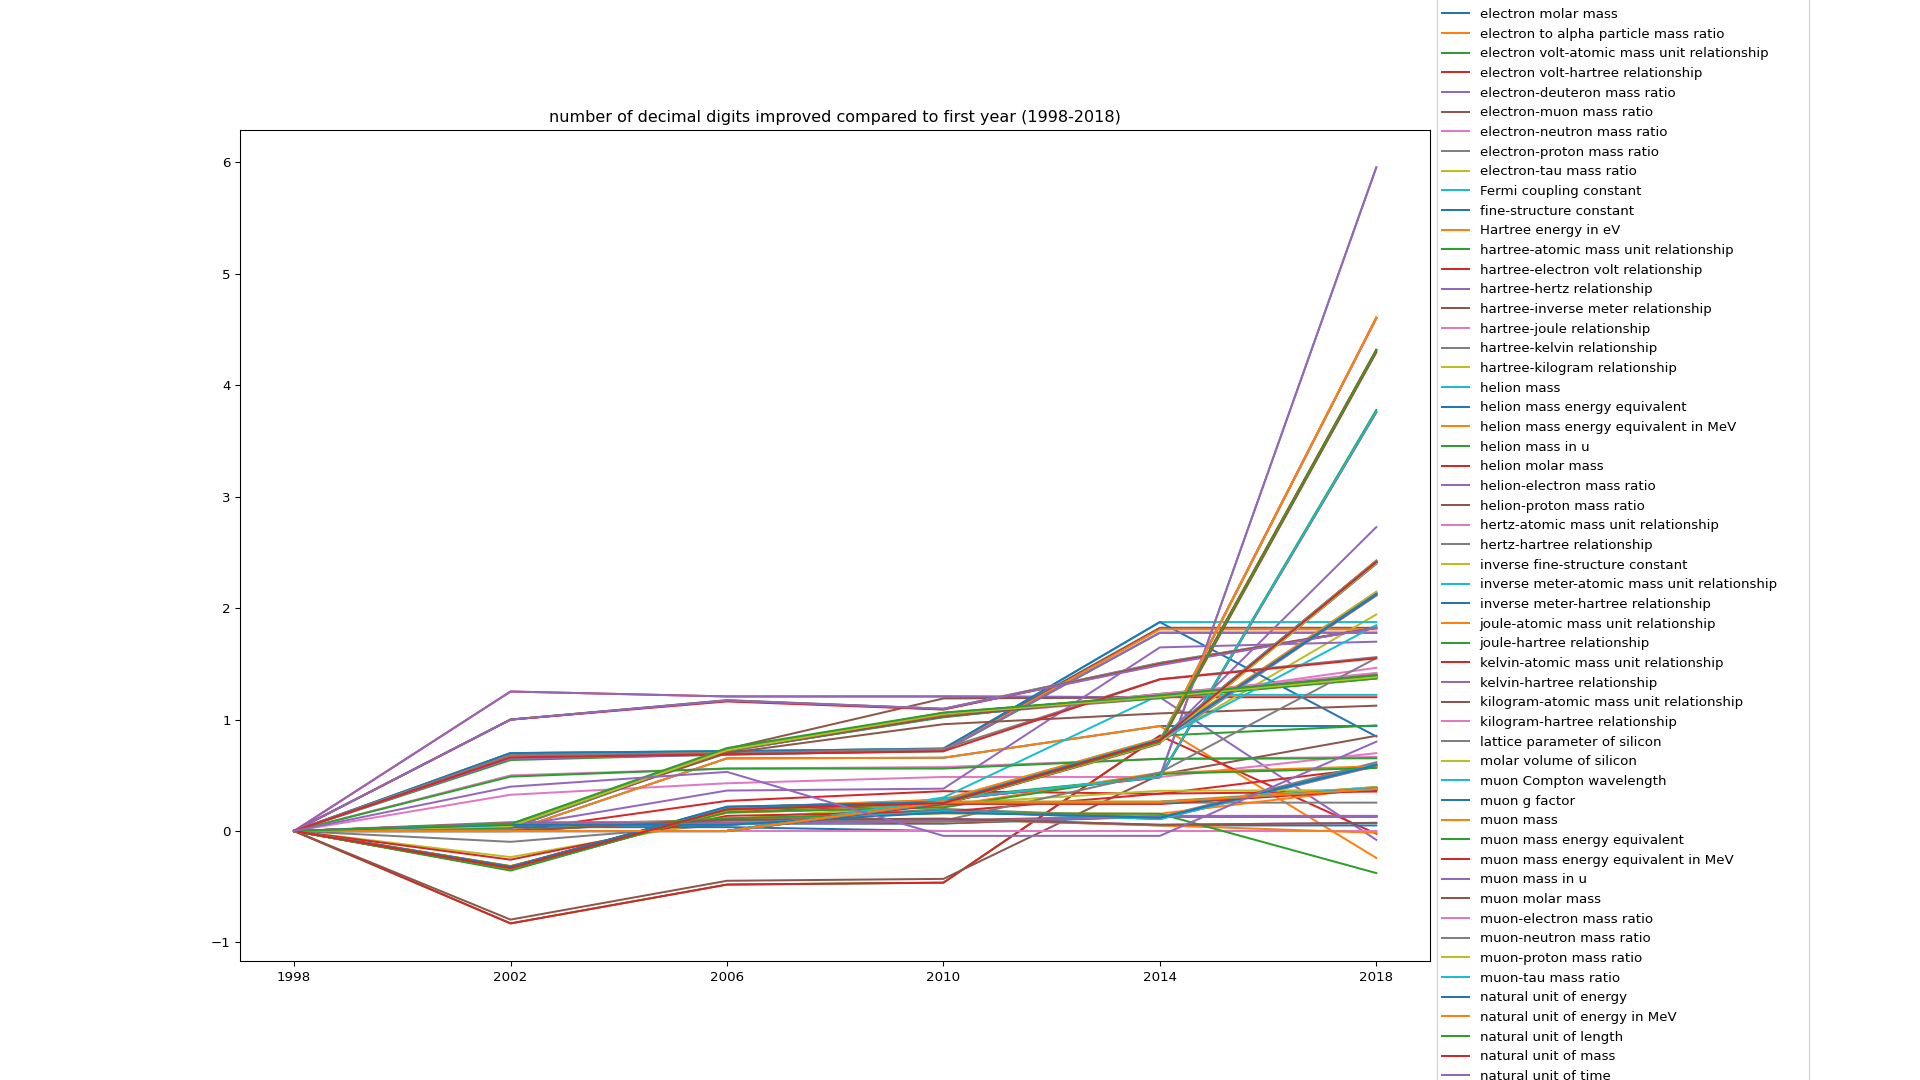 number of decimal digits improved compared to first year (1998-2018)
6
5
4
3
2
1
0
−1
1998 2002 2006 2010 2014 2018
electron molar mass
electron to alpha particle mass ratio
electron volt-atomic mass unit relationship
electron volt-hartree relationship
electron-deuteron mass ratio
electron-muon mass ratio
electron-neutron mass ratio
electron-proton mass ratio
electron-tau mass ratio
Fermi coupling constant
fine-structure constant
Hartree energy in eV
hartree-atomic mass unit relationship
hartree-electron volt relationship
hartree-hertz relationship
hartree-inverse meter relationship
hartree-joule relationship
hartree-kelvin relationship
hartree-kilogram relationship
helion mass
helion mass energy equivalent
helion mass energy equivalent in MeV
helion mass in u
helion molar mass
helion-electron mass ratio
helion-proton mass ratio
hertz-atomic mass unit relationship
hertz-hartree relationship
inverse fine-structure constant
inverse meter-atomic mass unit relationship
inverse meter-hartree relationship
joule-atomic mass unit relationship
joule-hartree relationship
kelvin-atomic mass unit relationship
kelvin-hartree relationship
kilogram-atomic mass unit relationship
kilogram-hartree relationship
lattice parameter of silicon
molar volume of silicon
muon Compton wavelength
muon g factor
muon mass
muon mass energy equivalent
muon mass energy equivalent in MeV
muon mass in u
muon molar mass
muon-electron mass ratio
muon-neutron mass ratio
muon-proton mass ratio
muon-tau mass ratio
natural unit of energy
natural unit of energy in MeV
natural unit of length
natural unit of mass
natural unit of time